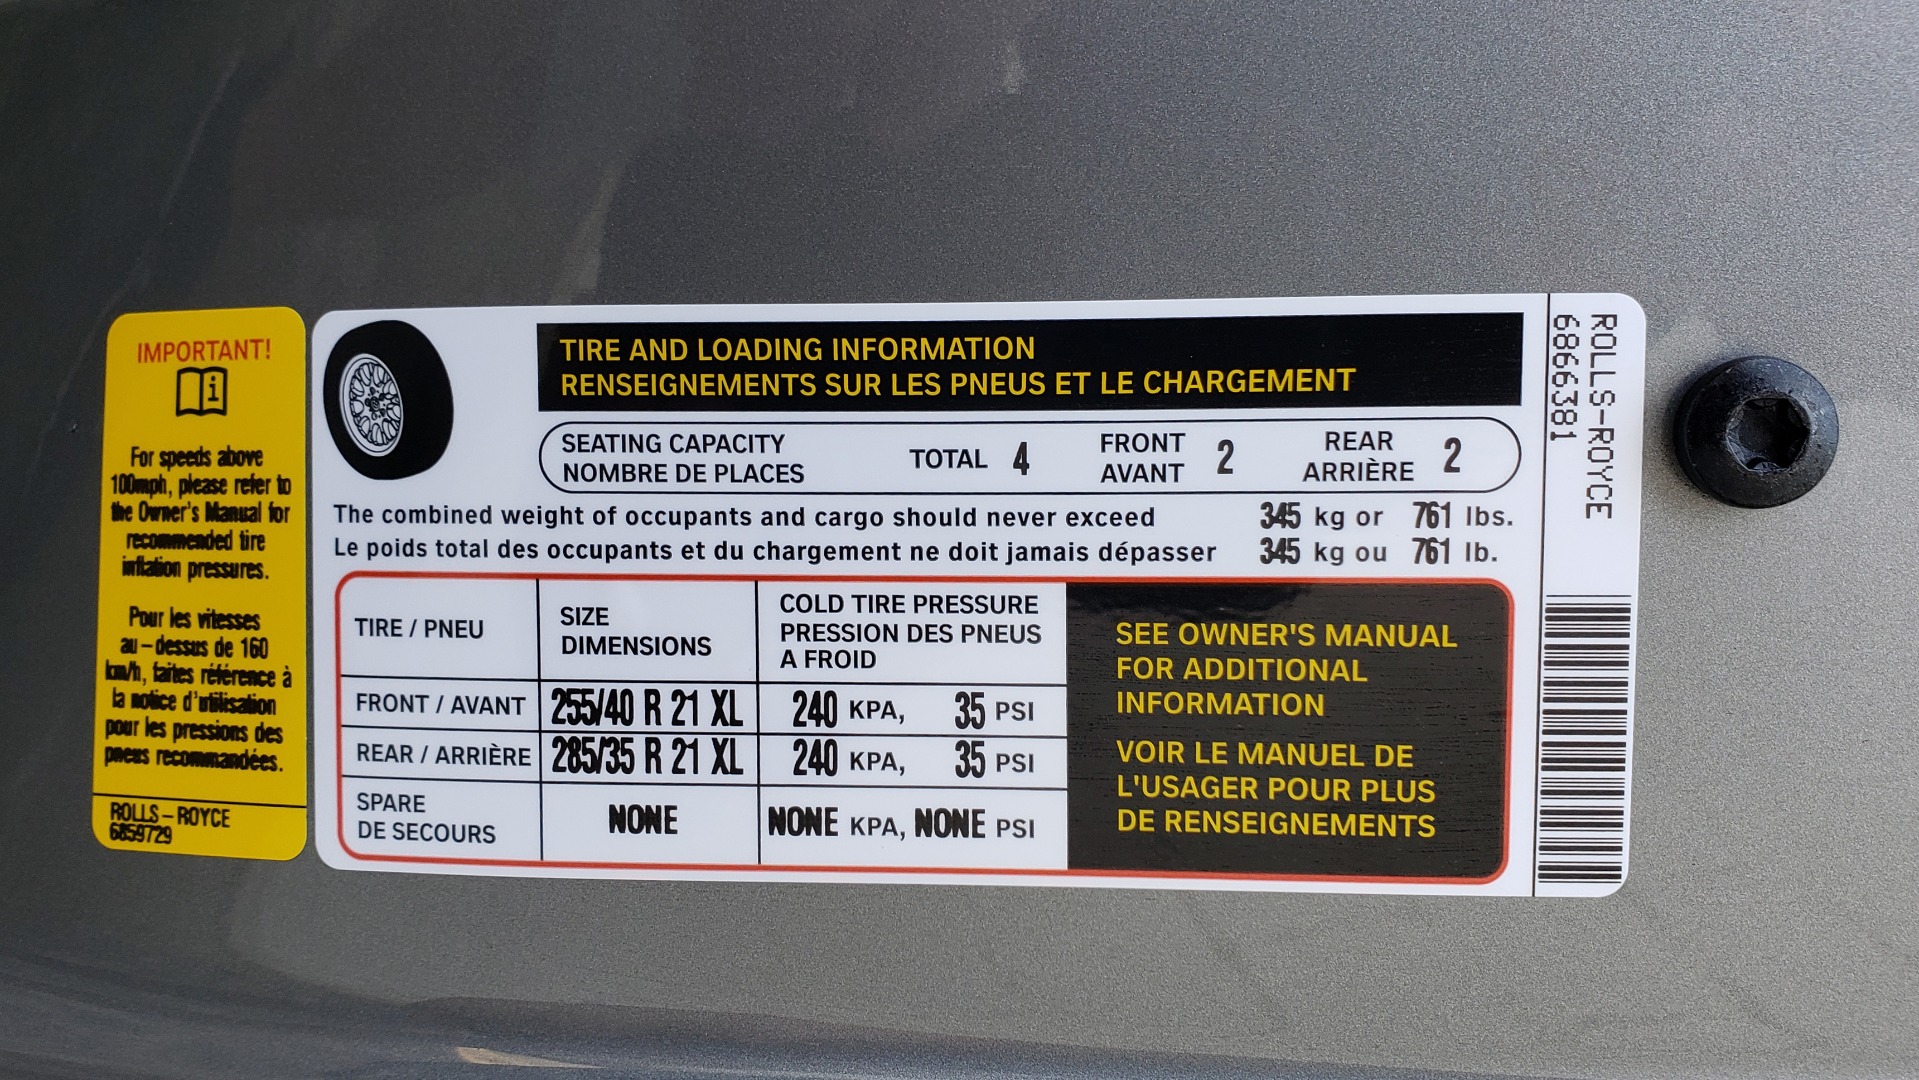 IMPORTANT!
For speeds above
100mph, please refer to
the Owner's Manual for
recommended tire
inflation pressures.
Pour les vitesses
au-dessus de 160
km/h, faites référence à
la notice d'utilisation
pour les pressions des
pneus recommandées.
ROLLS-ROYCE
6859729
TIRE AND LOADING INFORMATION
RENSEIGNEMENTS SUR LES PNEUS ET LE CHARGEMENT
SEATING CAPACITY
NOMBRE DE PLACES
TOTAL 4
FRONT
AVANT
2
REAR
ARRIÈRE
2
The combined weight of occupants and cargo should never exceed 345 kg or 761 lbs.
Le poids total des occupants et du chargement ne doit jamais dépasser 345 kg ou 761 lb.
TIRE / PNEU
SIZE
DIMENSIONS
COLD TIRE PRESSURE
PRESSION DES PNEUS
A FROID
FRONT / AVANT 255/40 R 21 XL 240 KPA, 35 PSI
REAR / ARRIÈRE 285/35 R 21 XL 240 KPA, 35 PSI
SPARE
DE SECOURS
NONE NONE KPA, NONE PSI
SEE OWNER'S MANUAL
FOR ADDITIONAL
INFORMATION
VOIR LE MANUEL DE
L'USAGER POUR PLUS
DE RENSEIGNEMENTS
ROLLS-ROYCE
6866381